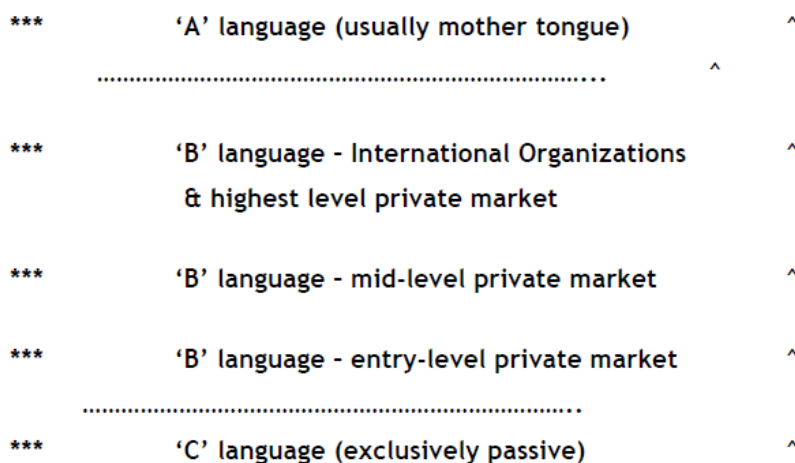 *** ‘A’ language (usually mother tongue) ^
………………………………………………………………... ^
*** ‘B’ language – International Organizations ^
& highest level private market
*** ‘B’ language – mid-level private market ^
*** ‘B’ language – entry-level private market ^
………………………………………………………………..
*** ‘C’ language (exclusively passive) ^